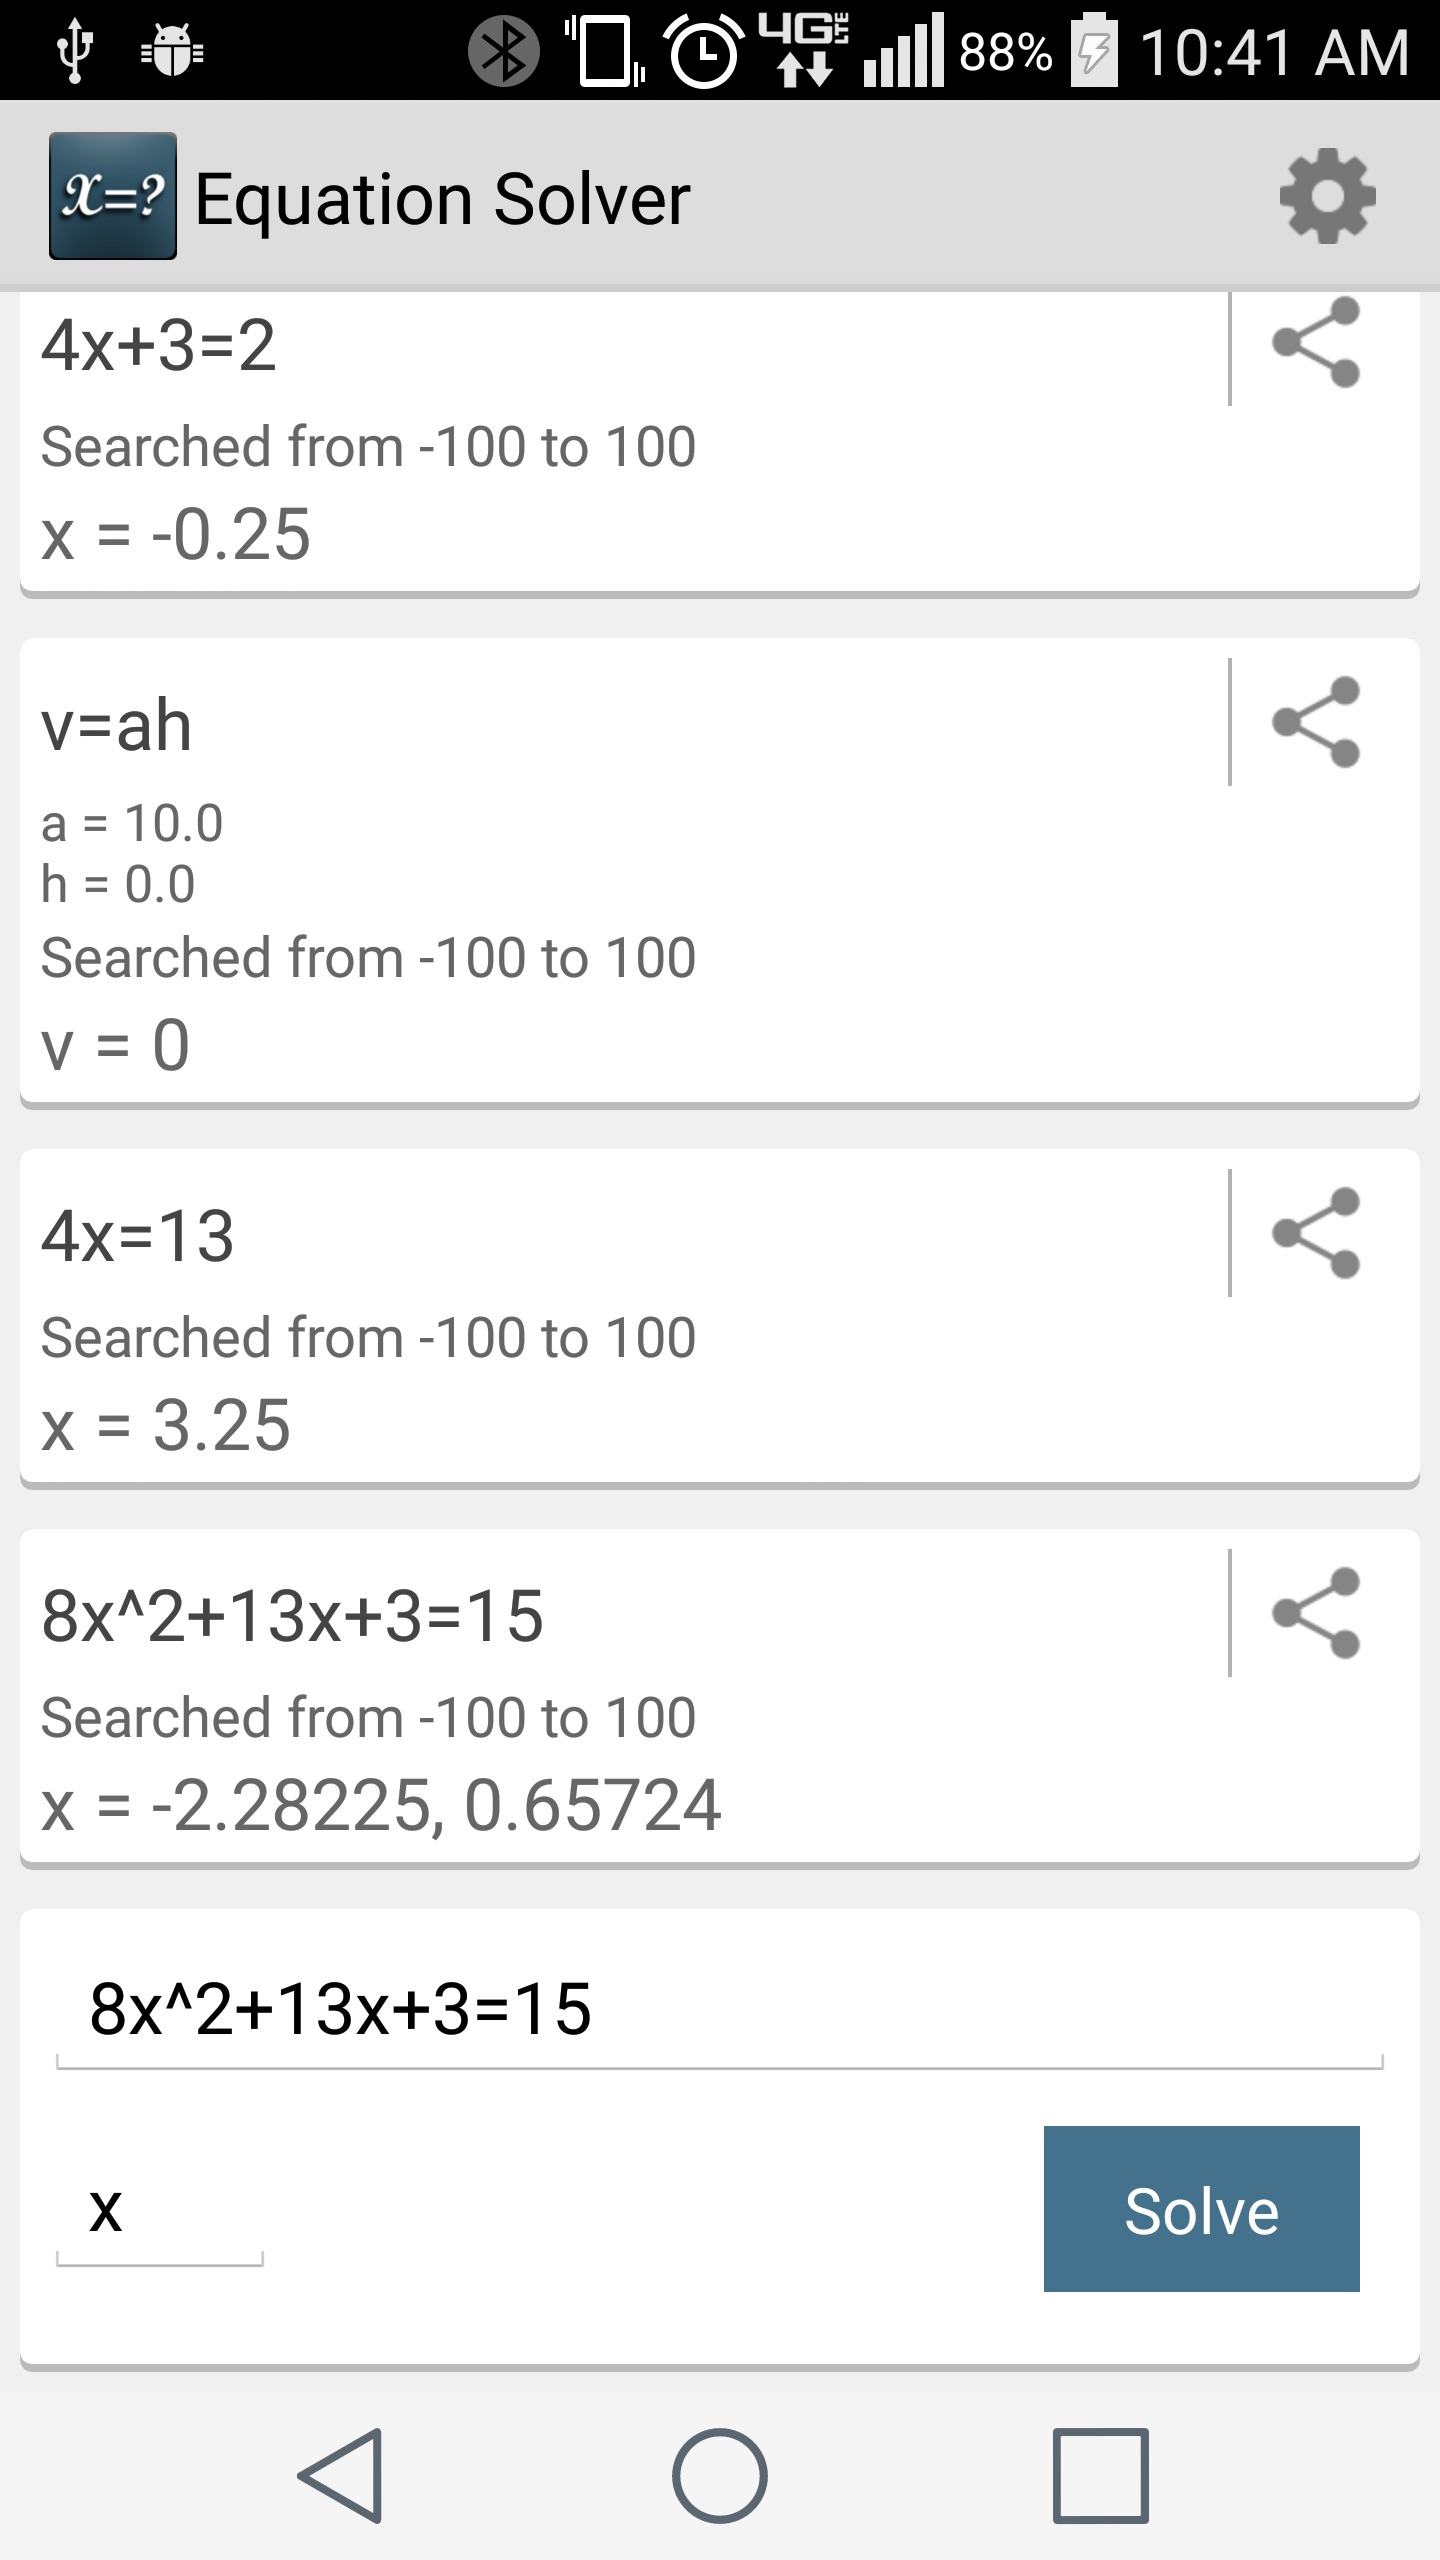 88% 10:41 AM
x=? Equation Solver
4x+3=2
Searched from -100 to 100
x = -0.25
v=ah
a = 10.0
h = 0.0
Searched from -100 to 100
v = 0
4x=13
Searched from -100 to 100
x = 3.25
8x^2+13x+3=15
Searched from -100 to 100
x = -2.28225, 0.65724
8x^2+13x+3=15
x
Solve